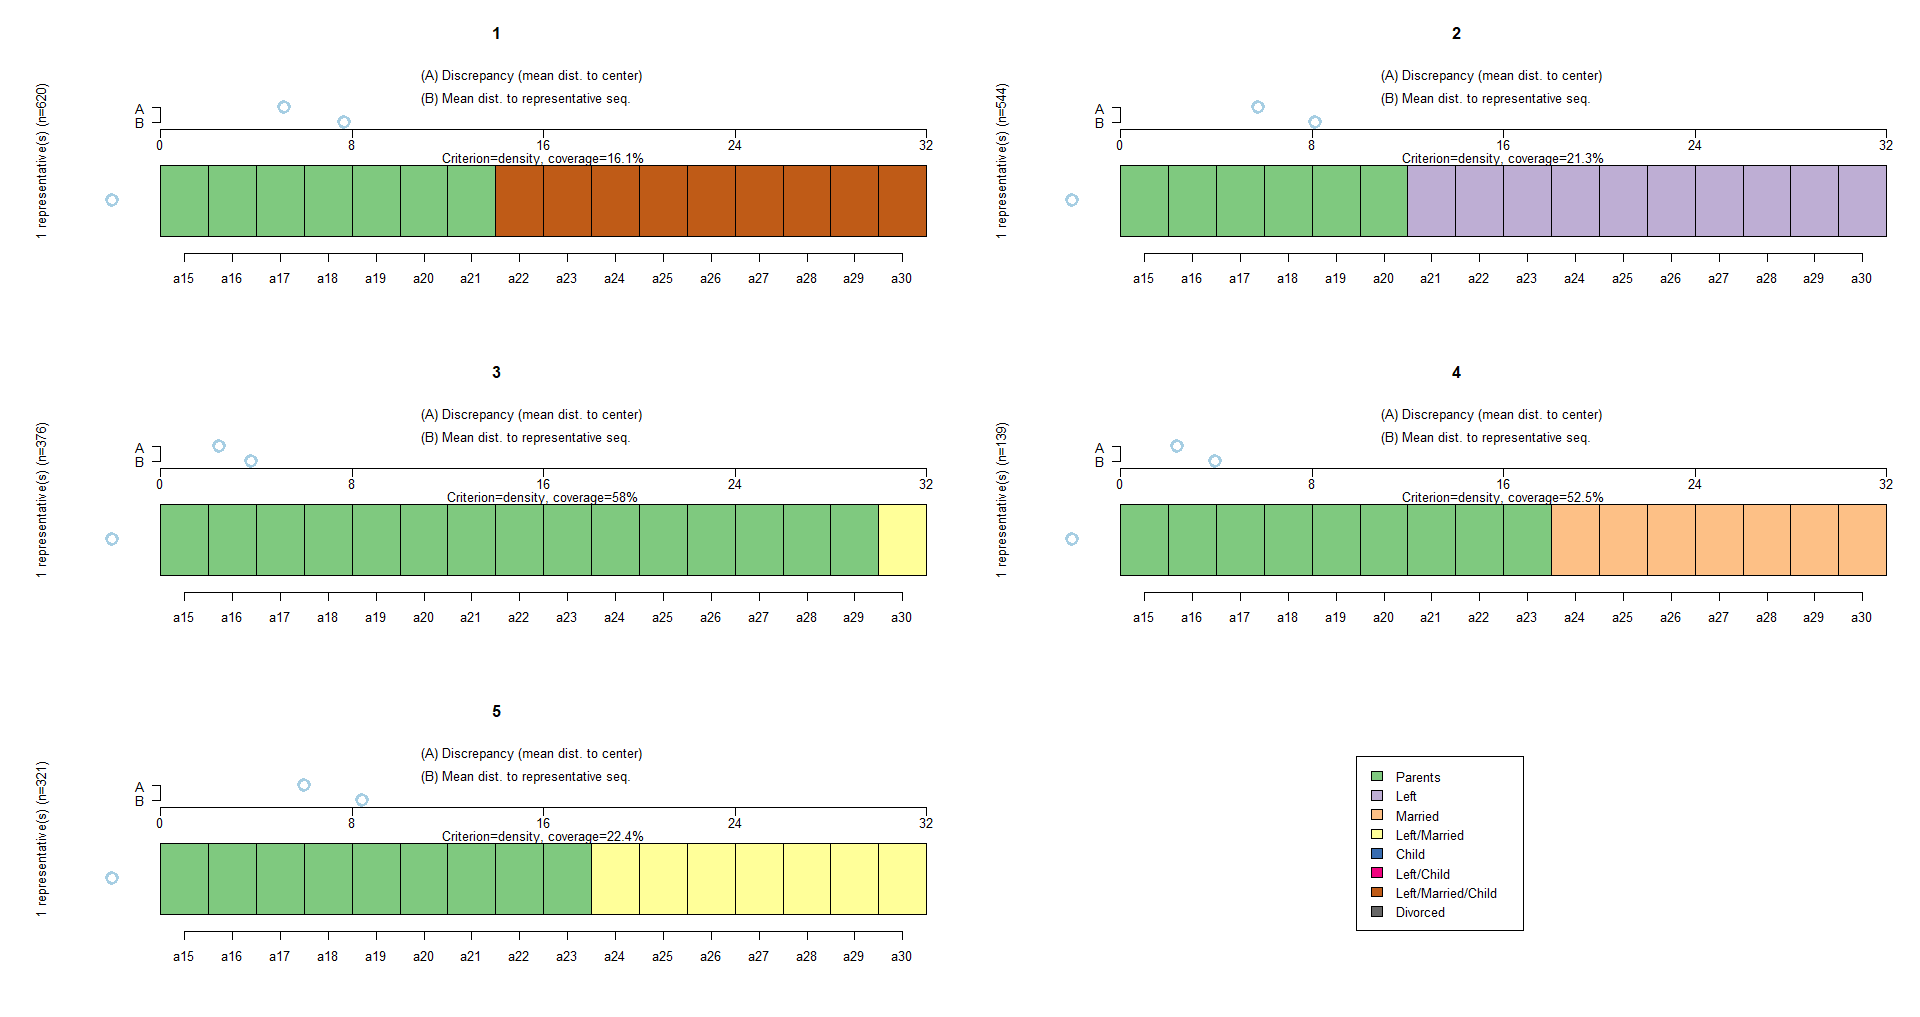 1
(A) Discrepancy (mean dist. to center)
(B) Mean dist. to representative seq.
1 representative(s) (n=620)
A
B
0 8 16 24 32
Criterion=density, coverage=16.1%
a15 a16 a17 a18 a19 a20 a21 a22 a23 a24 a25 a26 a27 a28 a29 a30
2
(A) Discrepancy (mean dist. to center)
(B) Mean dist. to representative seq.
1 representative(s) (n=544)
A
B
0 8 16 24 32
Criterion=density, coverage=21.3%
a15 a16 a17 a18 a19 a20 a21 a22 a23 a24 a25 a26 a27 a28 a29 a30
3
(A) Discrepancy (mean dist. to center)
(B) Mean dist. to representative seq.
1 representative(s) (n=376)
A
B
0 8 16 24 32
Criterion=density, coverage=58%
a15 a16 a17 a18 a19 a20 a21 a22 a23 a24 a25 a26 a27 a28 a29 a30
4
(A) Discrepancy (mean dist. to center)
(B) Mean dist. to representative seq.
1 representative(s) (n=139)
A
B
0 8 16 24 32
Criterion=density, coverage=52.5%
a15 a16 a17 a18 a19 a20 a21 a22 a23 a24 a25 a26 a27 a28 a29 a30
5
(A) Discrepancy (mean dist. to center)
(B) Mean dist. to representative seq.
1 representative(s) (n=321)
A
B
0 8 16 24 32
Criterion=density, coverage=22.4%
a15 a16 a17 a18 a19 a20 a21 a22 a23 a24 a25 a26 a27 a28 a29 a30
Parents
Left
Married
Left/Married
Child
Left/Child
Left/Married/Child
Divorced